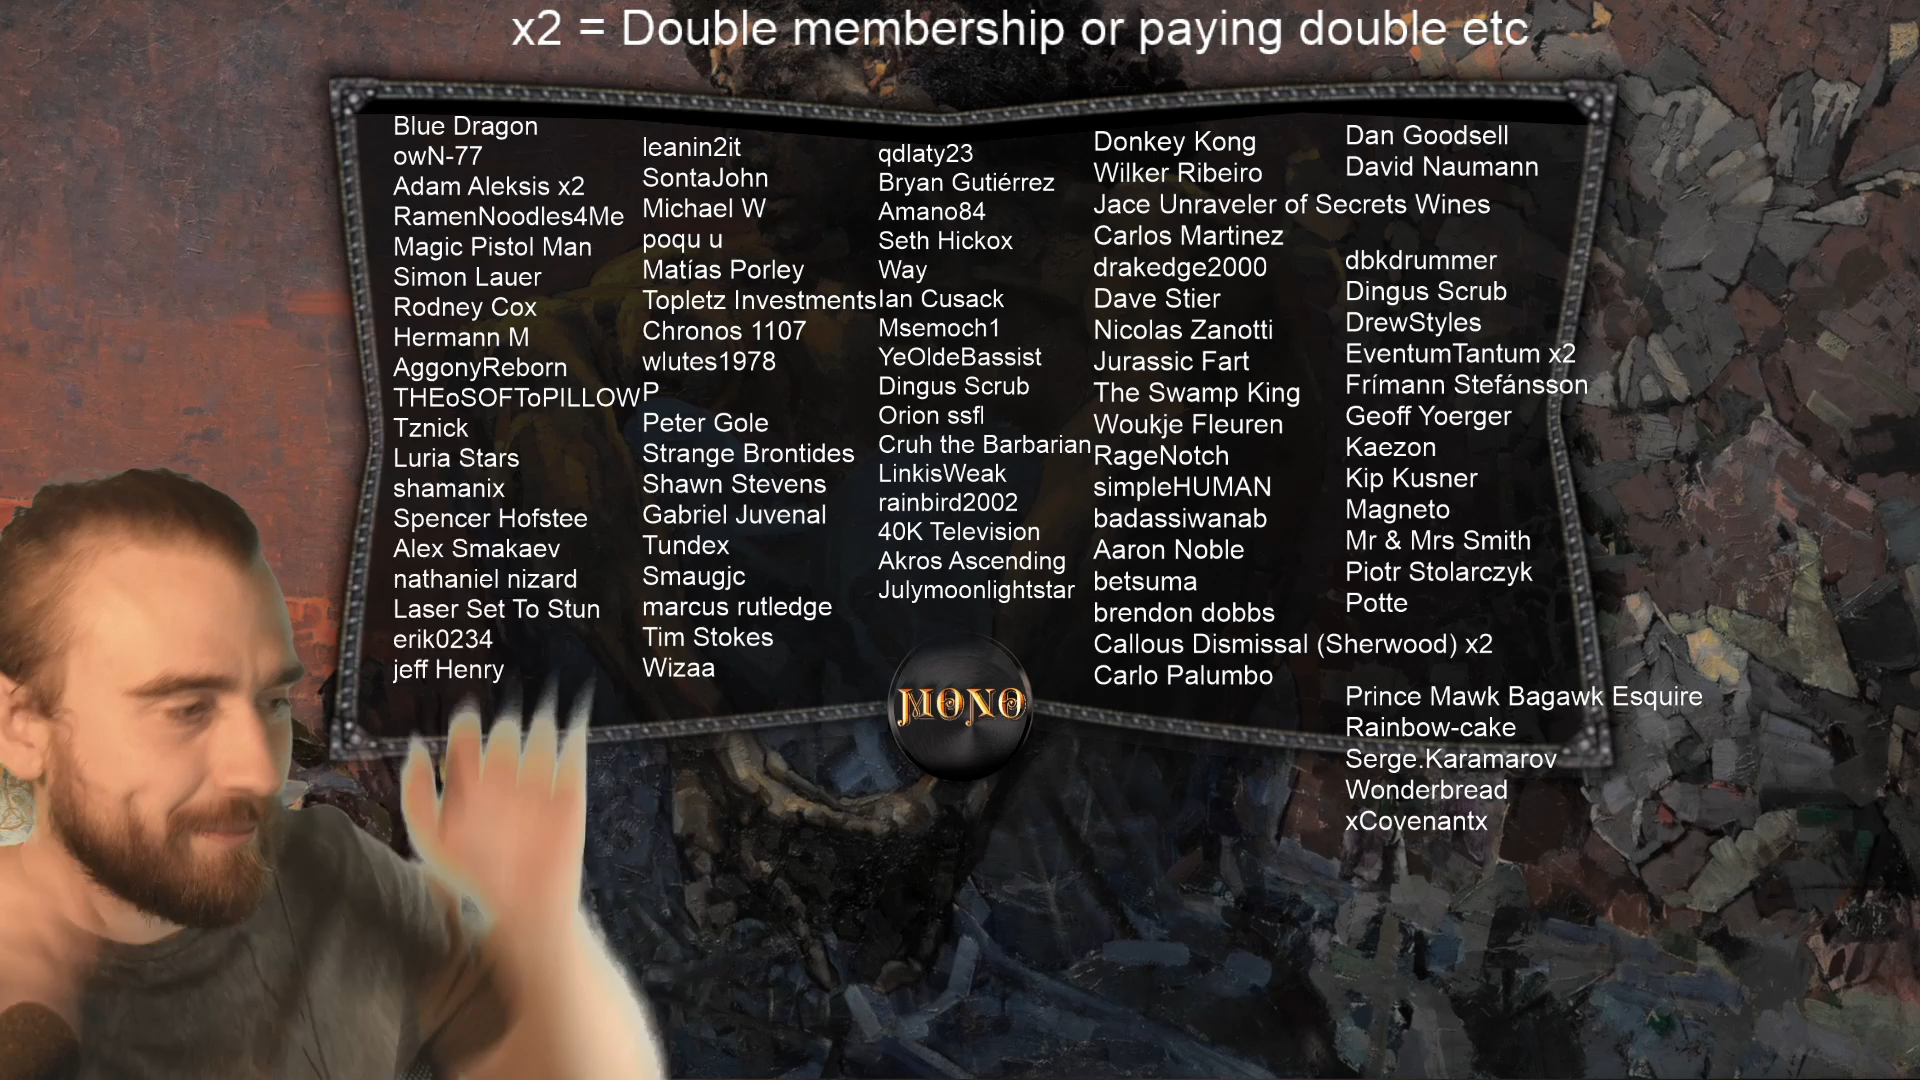 x2 = Double membership or paying double etc
Blue Dragon
owN-77
Adam Aleksis x2
RamenNoodles4Me
Magic Pistol Man
Simon Lauer
Rodney Cox
Hermann M
AggonyReborn
THEoSOFToPILLOW
Tznick
Luria Stars
shamanix
Spencer Hofstee
Alex Smakaev
nathaniel nizard
Laser Set To Stun
erik0234
jeff Henry
leanin2it
SontaJohn
Michael W
poqu u
Matías Porley
Topletz Investments
Chronos 1107
wlutes1978
P
Peter Gole
Strange Brontides
Shawn Stevens
Gabriel Juvenal
Tundex
Smaugjc
marcus rutledge
Tim Stokes
Wizaa
qdlaty23
Bryan Gutiérrez
Amano84
Seth Hickox
Way
Ian Cusack
Msemoch1
YeOldeBassist
Dingus Scrub
Orion ssfl
Cruh the Barbarian
LinkisWeak
rainbird2002
40K Television
Akros Ascending
Julymoonlightstar
MONO
Donkey Kong
Wilker Ribeiro
Jace Unraveler of Secrets Wines
Carlos Martinez
drakedge2000
Dave Stier
Nicolas Zanotti
Jurassic Fart
The Swamp King
Woukje Fleuren
RageNotch
simpleHUMAN
badassiwanab
Aaron Noble
betsuma
brendon dobbs
Callous Dismissal (Sherwood) x2
Carlo Palumbo
Dan Goodsell
David Naumann
dbkdrummer
Dingus Scrub
DrewStyles
EventumTantum x2
Frímann Stefánsson
Geoff Yoerger
Kaezon
Kip Kusner
Magneto
Mr & Mrs Smith
Piotr Stolarczyk
Potte
Prince Mawk Bagawk Esquire
Rainbow-cake
Serge.Karamarov
Wonderbread
xCovenantx